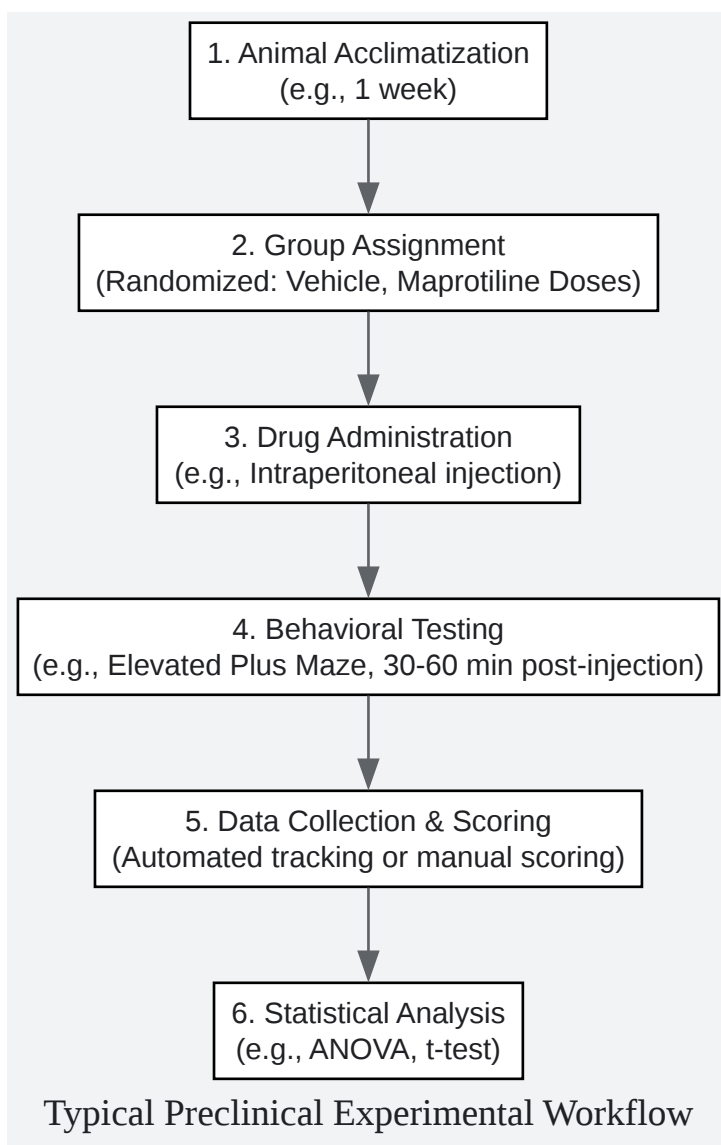 1. Animal Acclimatization
(e.g., 1 week)
2. Group Assignment
(Randomized: Vehicle, Maprotiline Doses)
3. Drug Administration
(e.g., Intraperitoneal injection)
4. Behavioral Testing
(e.g., Elevated Plus Maze, 30-60 min post-injection)
5. Data Collection & Scoring
(Automated tracking or manual scoring)
6. Statistical Analysis
(e.g., ANOVA, t-test)
Typical Preclinical Experimental Workflow